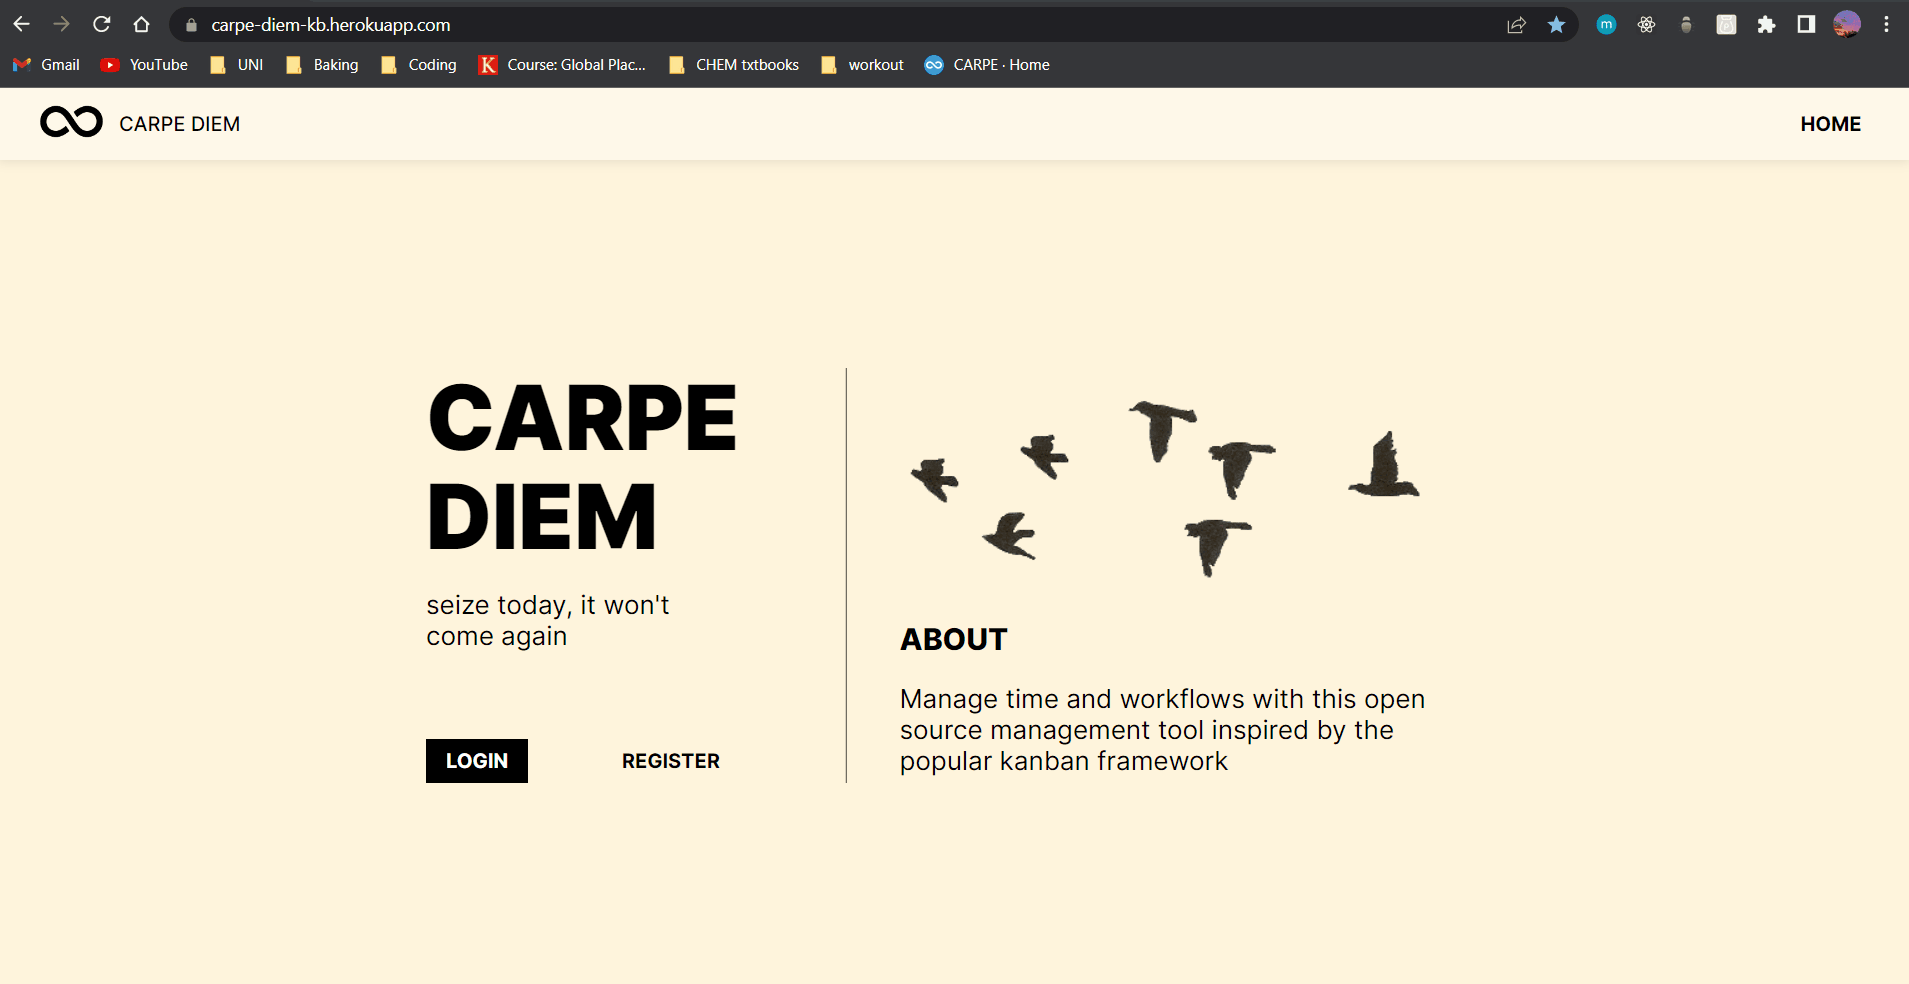 carpe-diem-kb.herokuapp.com
m
Gmail YouTube UNI Baking Coding K Course: Global Plac... CHEM txtbooks workout CARPE · Home
CARPE DIEM HOME
CARPE
DIEM
seize today, it won't
come again
LOGIN REGISTER
ABOUT
Manage time and workflows with this open
source management tool inspired by the
popular kanban framework